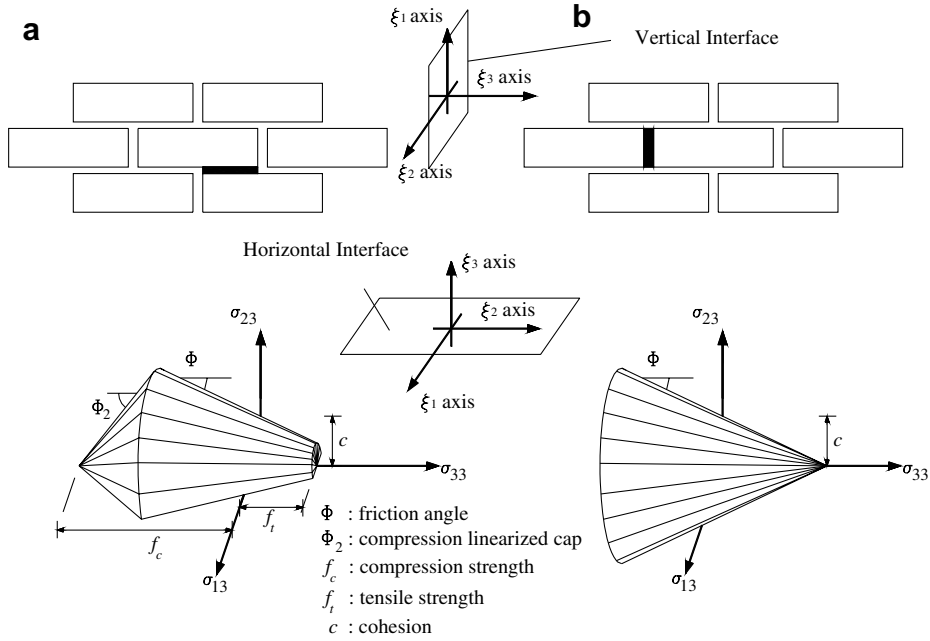 a
b
ξ1 axis
Vertical Interface
ξ3 axis
ξ2 axis
Horizontal Interface
ξ3 axis
ξ2 axis
ξ1 axis
σ23
Φ
Φ2
c
σ33
ft
fc
σ13
σ23
Φ
c
σ33
σ13
Φ : friction angle
Φ2 : compression linearized cap
fc : compression strength
ft : tensile strength
c : cohesion